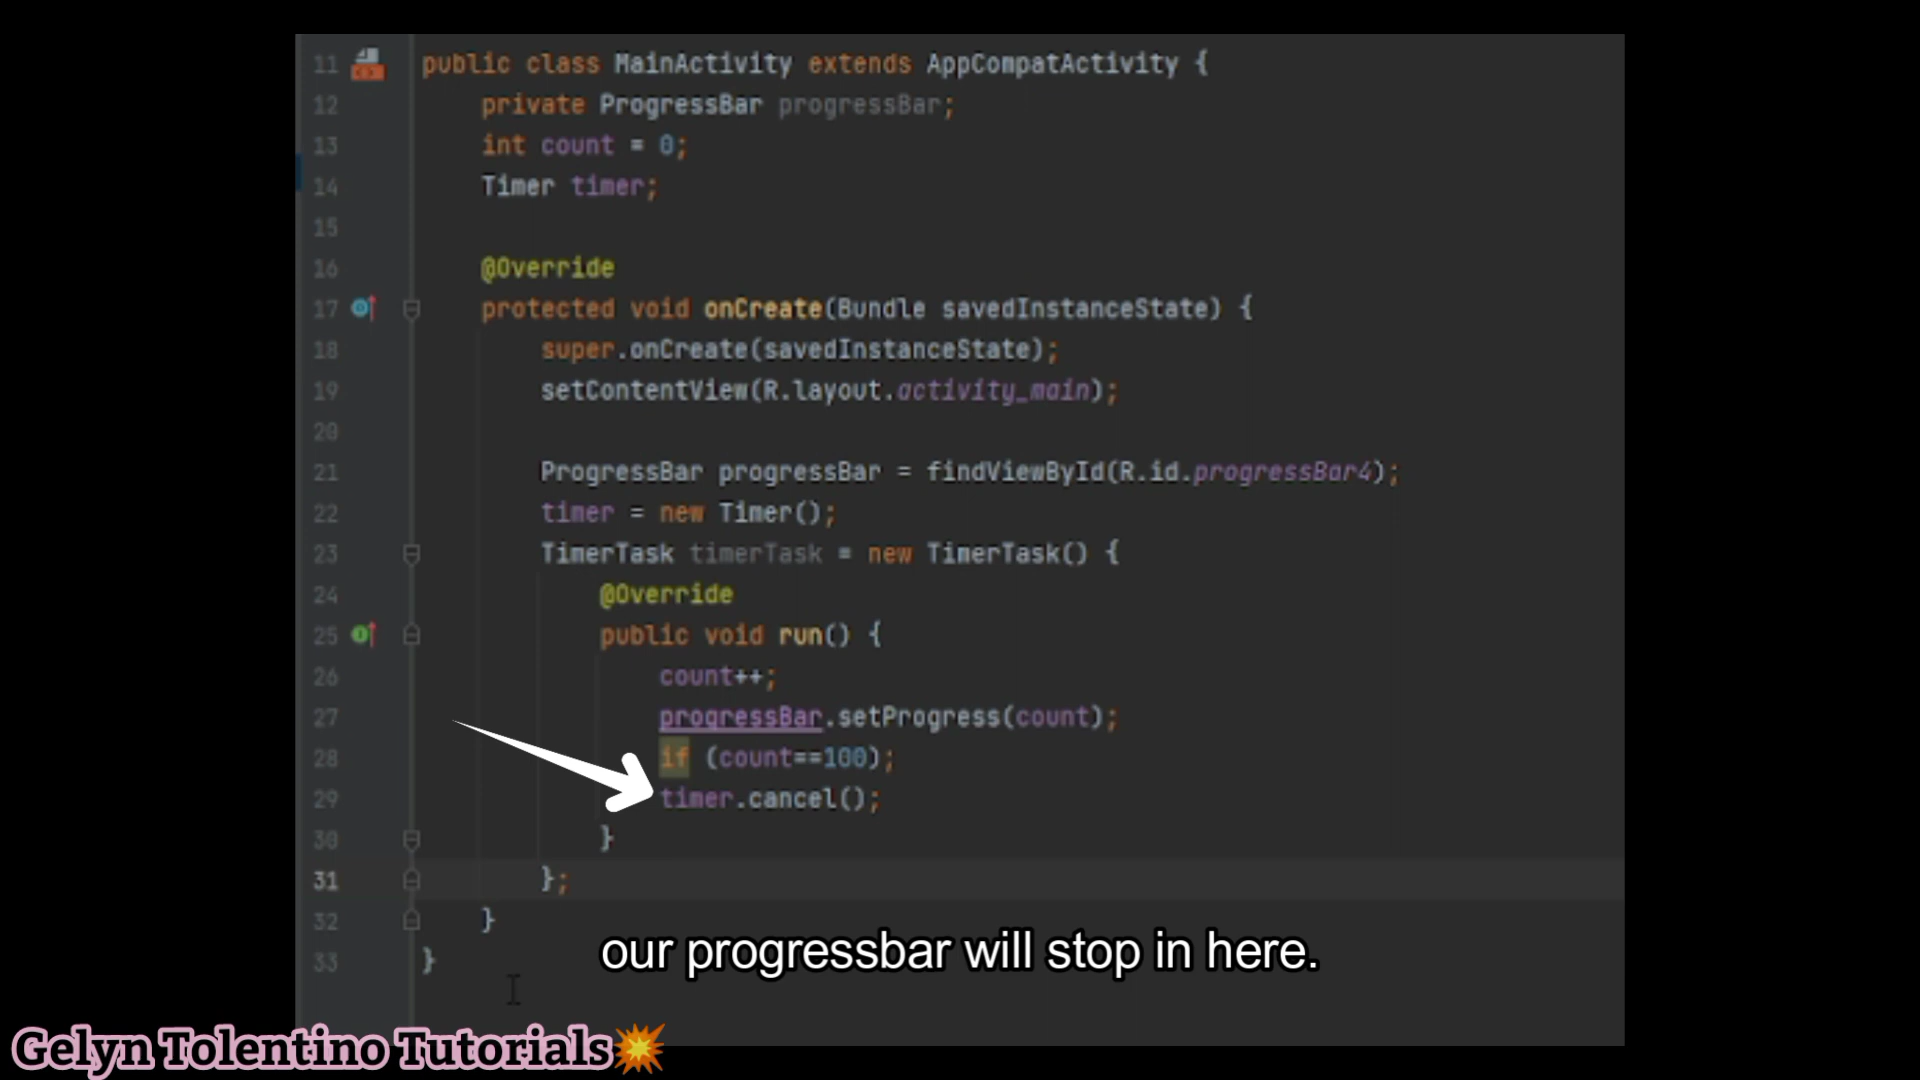 11 public class MainActivity extends AppCompatActivity {
12 private ProgressBar progressBar;
13 int count = 0;
14 Timer timer;
15
16 @Override
17 protected void onCreate(Bundle savedInstanceState) {
18 super.onCreate(savedInstanceState);
19 setContentView(R.layout.activity_main);
20
21 ProgressBar progressBar = findViewById(R.id.progressBar4);
22 timer = new Timer();
23 TimerTask timerTask = new TimerTask() {
24 @Override
25 public void run() {
26 count++;
27 progressBar.setProgress(count);
28 if (count==100);
29 timer.cancel();
30 }
31 };
32 }
33 }
our progressbar will stop in here.
Gelyn Tolentino Tutorials💥